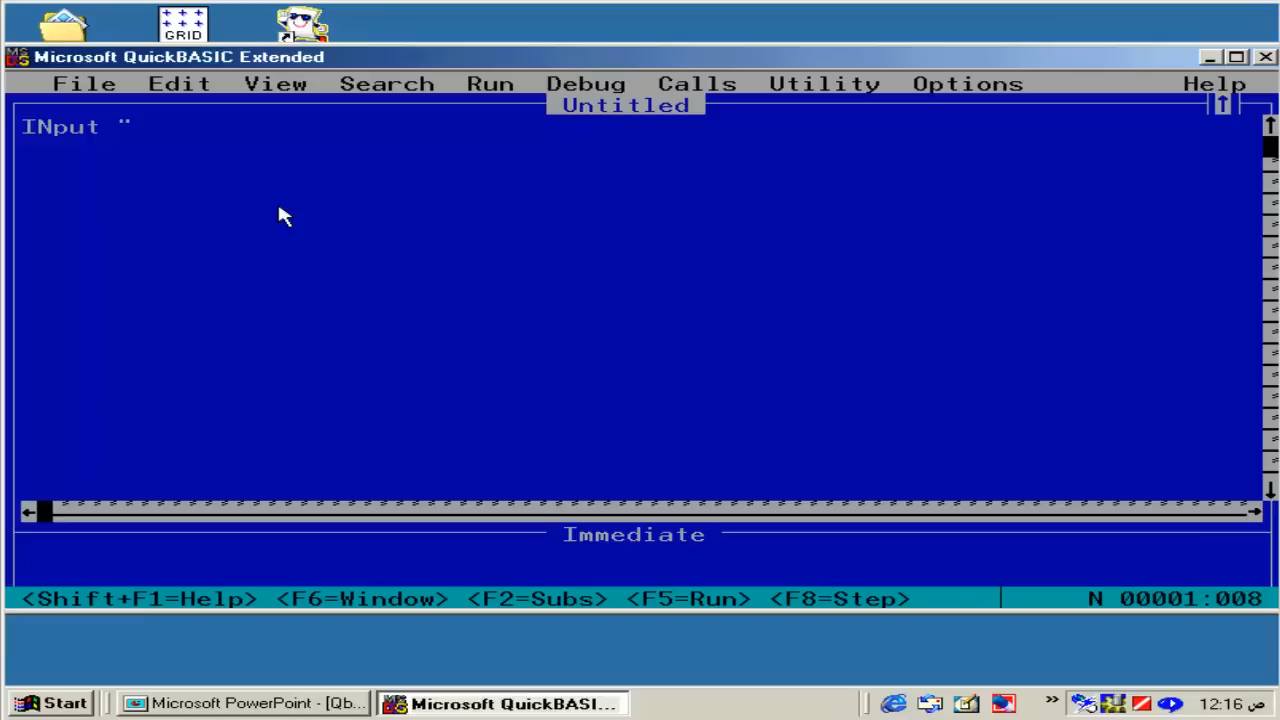 GRID
Microsoft QuickBASIC Extended
File Edit View Search Run Debug Calls Utility Options Help
Untitled
INput "
Immediate
<Shift+F1=Help> <F6=Window> <F2=Subs> <F5=Run> <F8=Step> N 00001:008
Start Microsoft PowerPoint - [Qb... Microsoft QuickBASI... » 12:16 ص